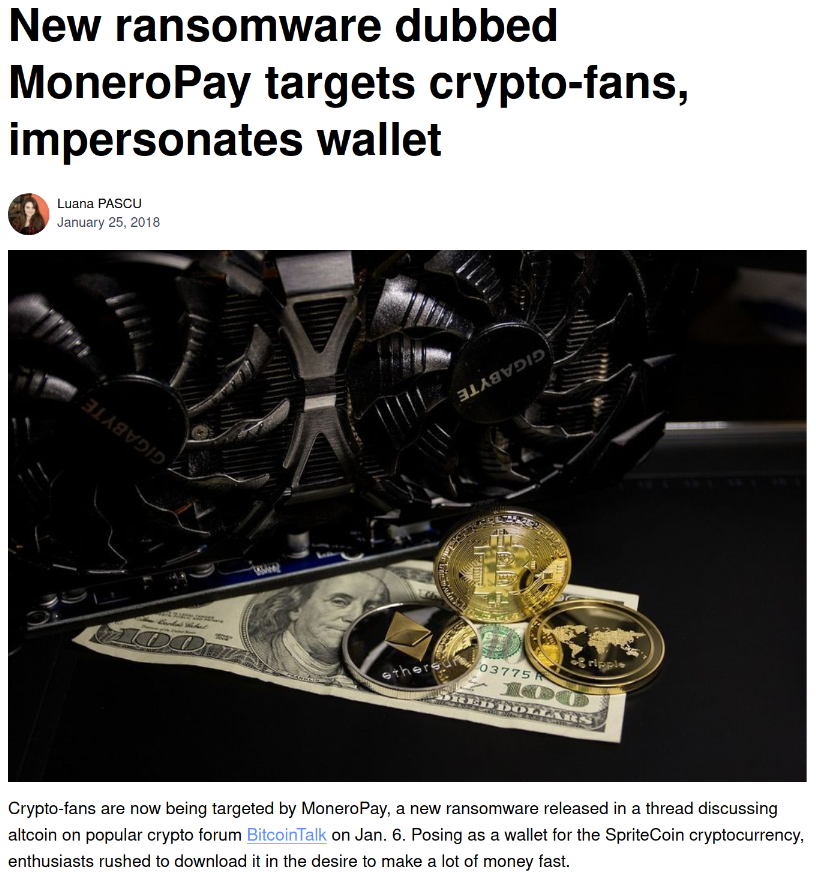 New ransomware dubbed
MoneroPay targets crypto-fans,
impersonates wallet
Luana PASCU
January 25, 2018
GIGABYTE
GIGABYTE
100
ethereum
ripple
03775
100
DRED DOLLARS
Crypto-fans are now being targeted by MoneroPay, a new ransomware released in a thread discussing
altcoin on popular crypto forum BitcoinTalk on Jan. 6. Posing as a wallet for the SpriteCoin cryptocurrency,
enthusiasts rushed to download it in the desire to make a lot of money fast.